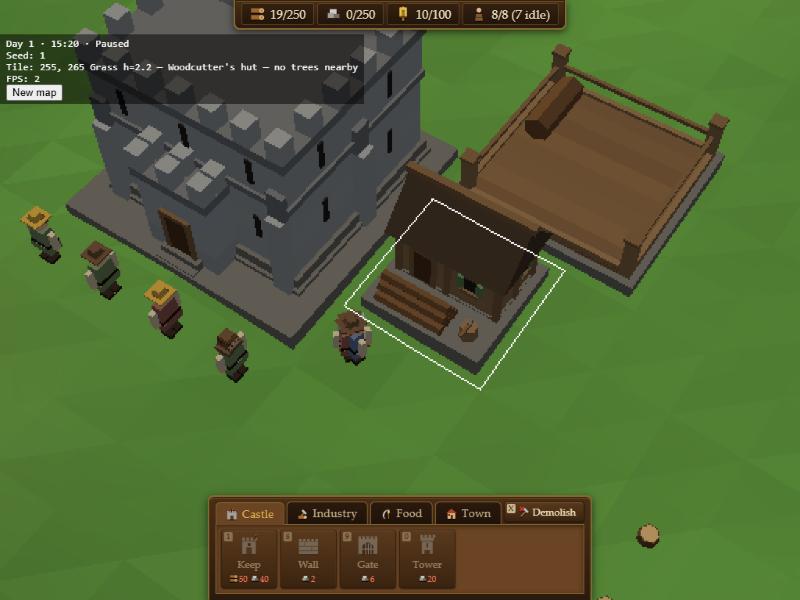 19/250 0/250 10/100 8/8 (7 idle)
Day 1 · 15:20 · Paused
Seed: 1
Tile: 255, 265 Grass h=2.2 — Woodcutter's hut — no trees nearby
FPS: 2
New map
Castle Industry Food Town X Demolish
1 8 9 0
Keep Wall Gate Tower
50 40 2 6 20